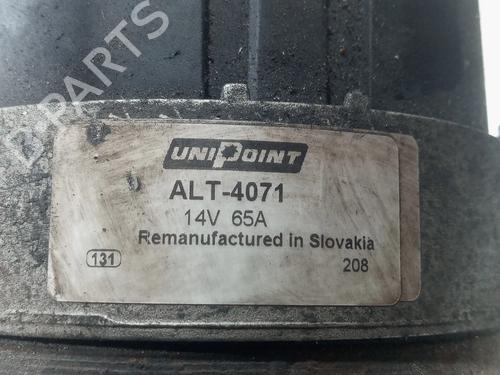 B-PARTS
UNIPOINT
ALT-4071
14V 65A
Remanufactured in Slovakia
131
208